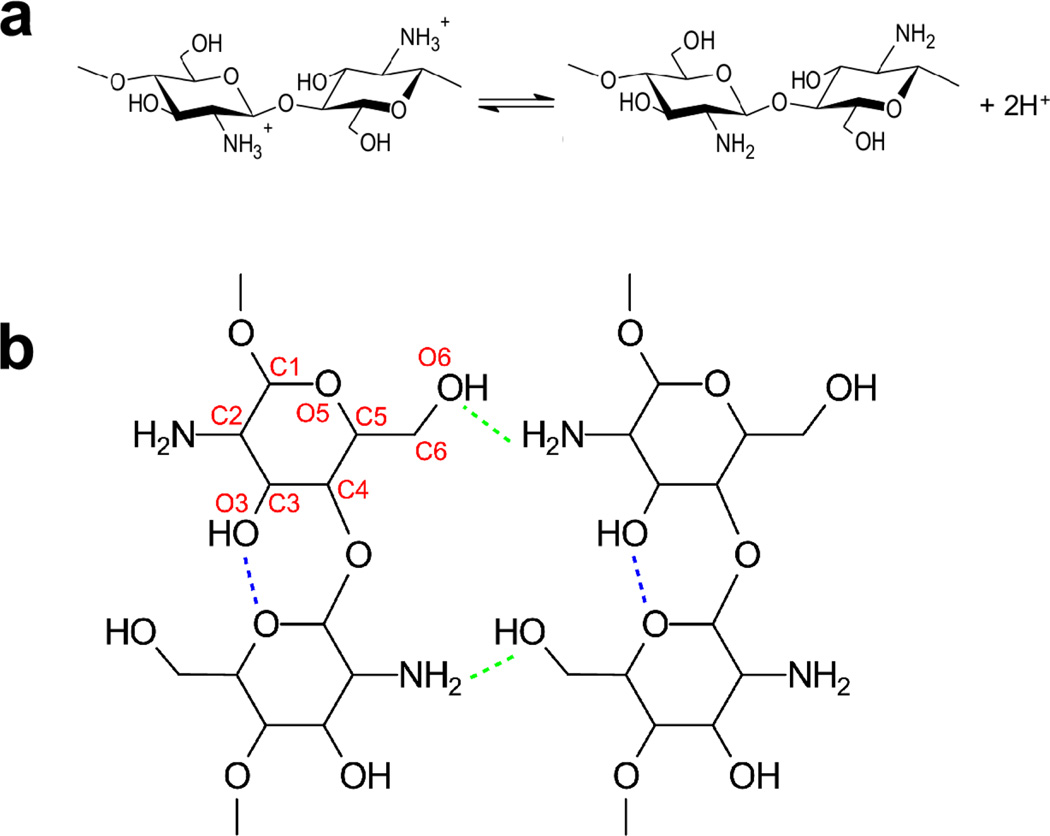 a
OH NH₃⁺ OH NH₂
O O HO O O HO
HO O O HO O O + 2H⁺
NH₃⁺ OH NH₂ OH
b
O O
C1 O6
O OH O OH
C2 O5 C5
H₂N C6 H₂N
O3 C3 C4
HO HO
O O
HO O HO O
NH₂ NH₂
O OH O OH